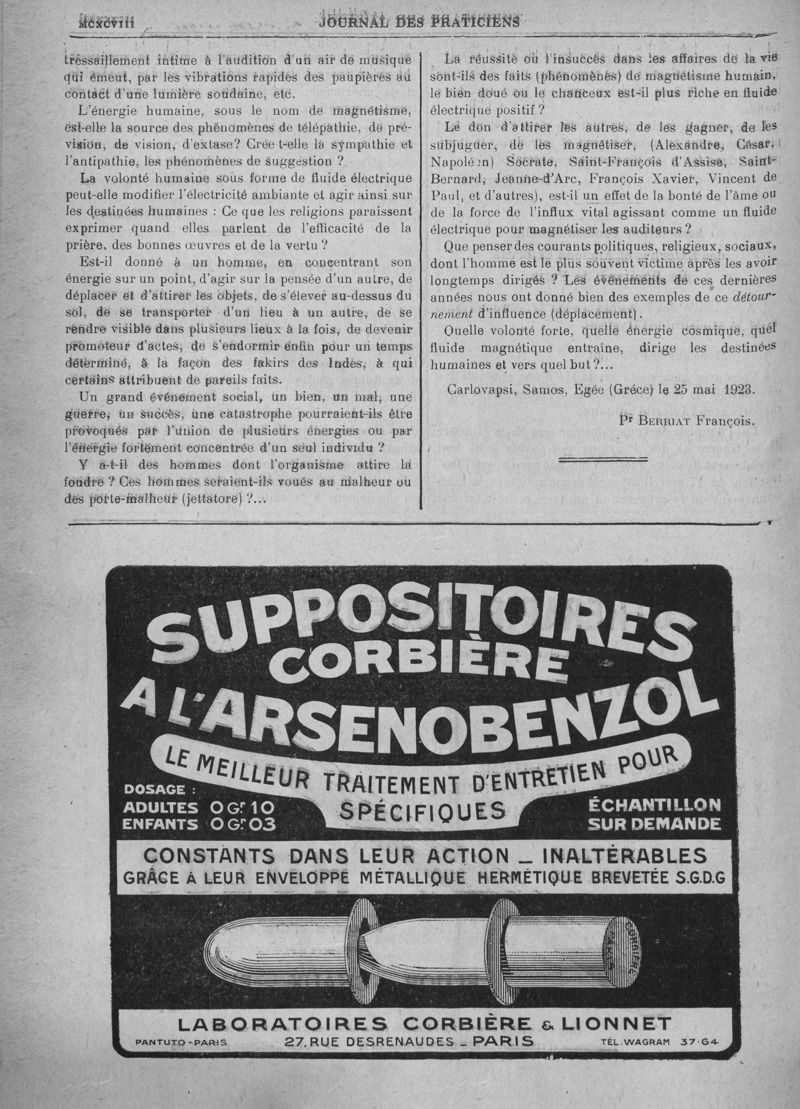 MCXCVIII
JOURNAL DES PRATICIENS
tressaillement intime à l'audition d'un air de musique
qui émeut, par les vibrations rapides des paupières au
contact d'une lumière soudaine, etc.
L'énergie humaine, sous le nom de magnétisme,
est-elle la source des phénomènes de télépathie, de pré-
vision, de vision, d'extase? Crée t-elle la sympathie et
l'antipathie, les phénomènes de suggestion ?
La volonté humaine sous forme de fluide électrique
peut-elle modifier l'électricité ambiante et agir ainsi sur
les destinées humaines : Ce que les religions paraissent
exprimer quand elles parlent de l'efficacité de la
prière, des bonnes œuvres et de la vertu ?
Est-il donné à un homme, en concentrant son
énergie sur un point, d'agir sur la pensée d'un autre, de
déplacer et d'attirer les objets, de s'élever au-dessus du
sol, de se transporter d'un lieu à un autre, de se
rendre visible dans plusieurs lieux à la fois, de devenir
promoteur d'actes, de s'endormir enfin pour un temps
déterminé, à la façon des fakirs des Indes, à qui
certains attribuent de pareils faits.
Un grand événement social, un bien, un mal, une
guerre, un succès, une catastrophe pourraient-ils être
provoqués par l'union de plusieurs énergies ou par
l'énergie fortement concentrée d'un seul individu ?
Y a-t-il des hommes dont l'organisme attire la
foudre ? Ces hommes seraient-ils voués au malheur ou
des porte-malheur (jettatore) ?...
La réussite ou l'insuccès dans les affaires de la vie
sont-ils des faits (phénomènes) de magnétisme humain,
le bien doué ou le chanceux est-il plus riche en fluide
électrique positif ?
Le don d'attirer les autres, de les gagner, de les
subjuguer, de les magnétiser, (Alexandre, César,
Napoléon) Socrate, Saint-François d'Assise, Saint-
Bernard, Jeanne-d'Arc, François Xavier, Vincent de
Paul, et d'autres), est-il un effet de la bonté de l'âme ou
de la force de l'influx vital agissant comme un fluide
électrique pour magnétiser les auditeurs ?
Que penser des courants politiques, religieux, sociaux,
dont l'homme est le plus souvent victime après les avoir
longtemps dirigés ? Les événements de ces dernières
années nous ont donné bien des exemples de ce détour-
nement d'influence (déplacement).
Quelle volonté forte, quelle énergie cosmique, quel
fluide magnétique entraine, dirige les destinées
humaines et vers quel but ?...
Carlovapsi, Samos, Egée (Gréce) le 25 mai 1923.
Pr BERRIAT François.
SUPPOSITOIRES
CORBIÈRE
A L'ARSENOBENZOL
LE MEILLEUR TRAITEMENT D'ENTRETIEN POUR
SPÉCIFIQUES
DOSAGE :
ADULTES 0 Gr. 10
ENFANTS 0 Gr. 03
ÉCHANTILLON
SUR DEMANDE
CONSTANTS DANS LEUR ACTION _ INALTÉRABLES
GRÂCE À LEUR ENVELOPPE MÉTALLIQUE HERMÉTIQUE BREVETÉE S.G.D.G
CORBIÈRE
PARIS
LABORATOIRES CORBIÈRE & LIONNET
PANTUTO - PARIS
27, RUE DESRENAUDES _ PARIS
TÉL. WAGRAM 37-64